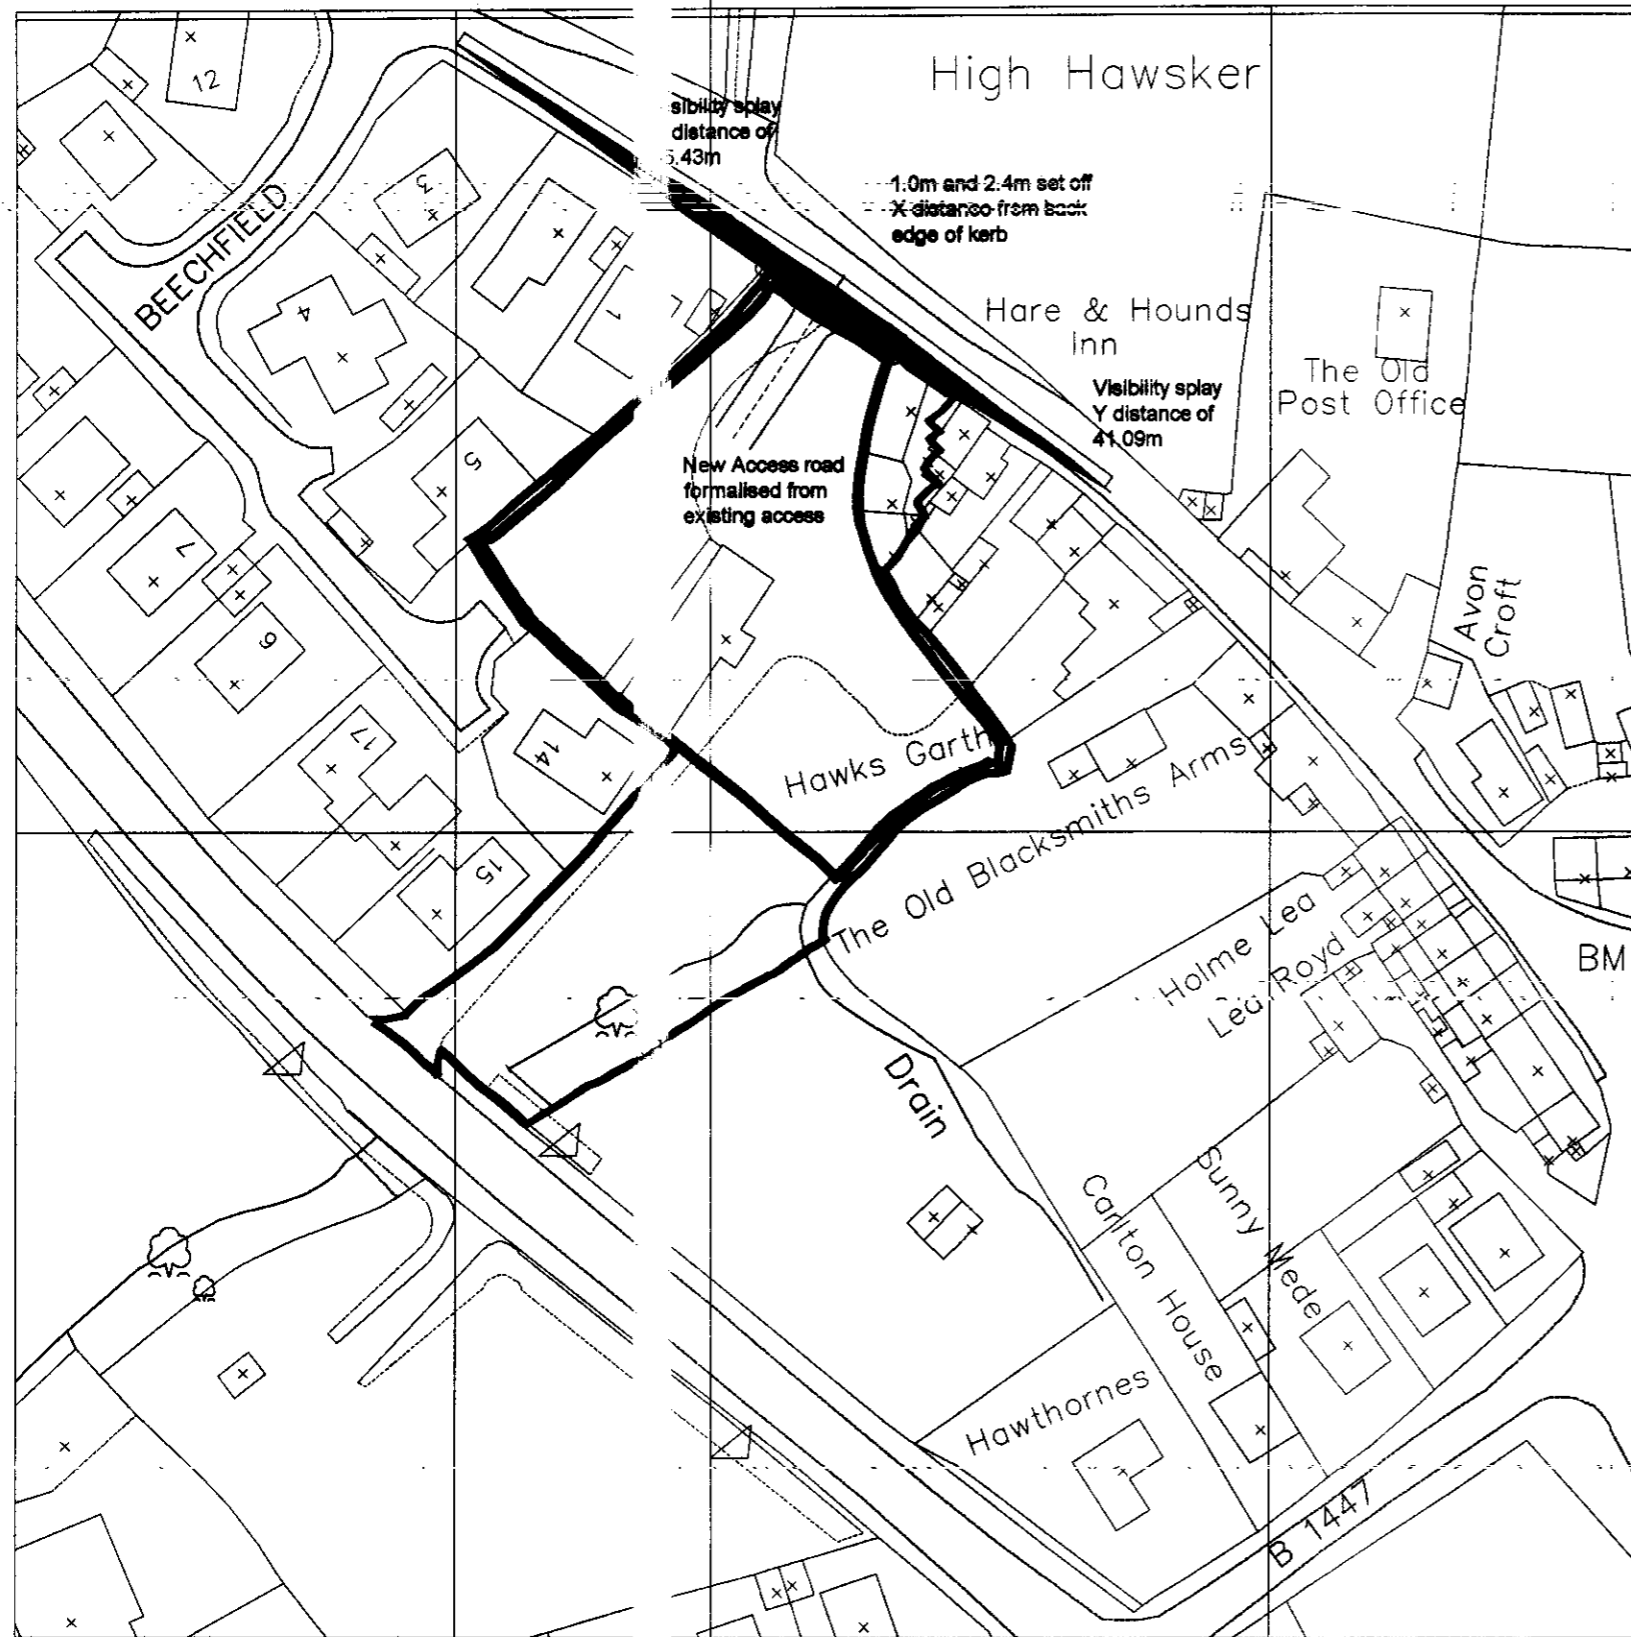 High Hawsker
12
sibility splay
distance of
5.43m
1.0m and 2.4m set off
X distance from back
edge of kerb
3
BEECHFIELD
4
1
Hare & Hounds
Inn
The Old
Post Office
Visibility splay
Y distance of
41.09m
5
New Access road
formalised from
existing access
7
9
Avon
Croft
17
14
Hawks Garth
The Old Blacksmiths Arms
15
Holme Lea
Lea Royd
BM
Drain
Sunny Mede
Carlton House
Hawthornes
B 1447